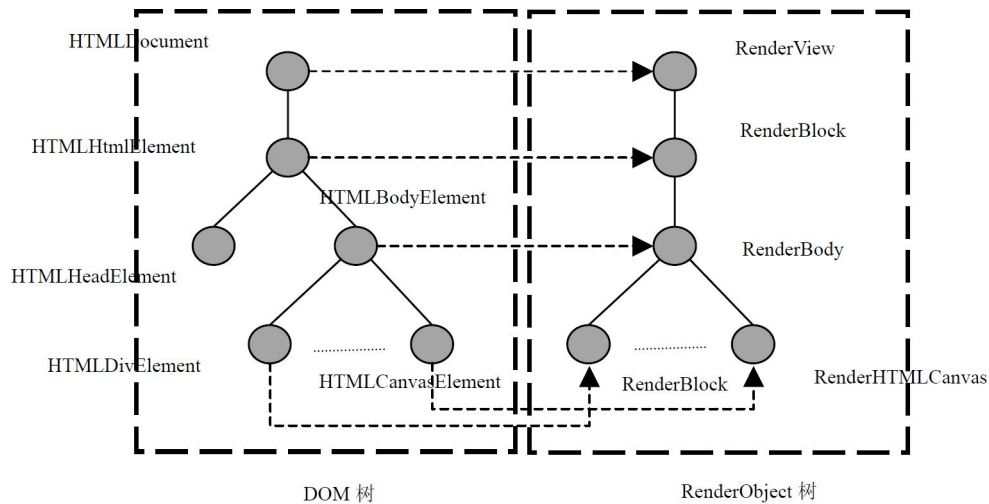 HTMLDocument
RenderView
HTMLHtmlElement
RenderBlock
HTMLBodyElement
RenderBody
HTMLHeadElement
HTMLDivElement
HTMLCanvasElement
RenderBlock
RenderHTMLCanvas
DOM 树
RenderObject 树